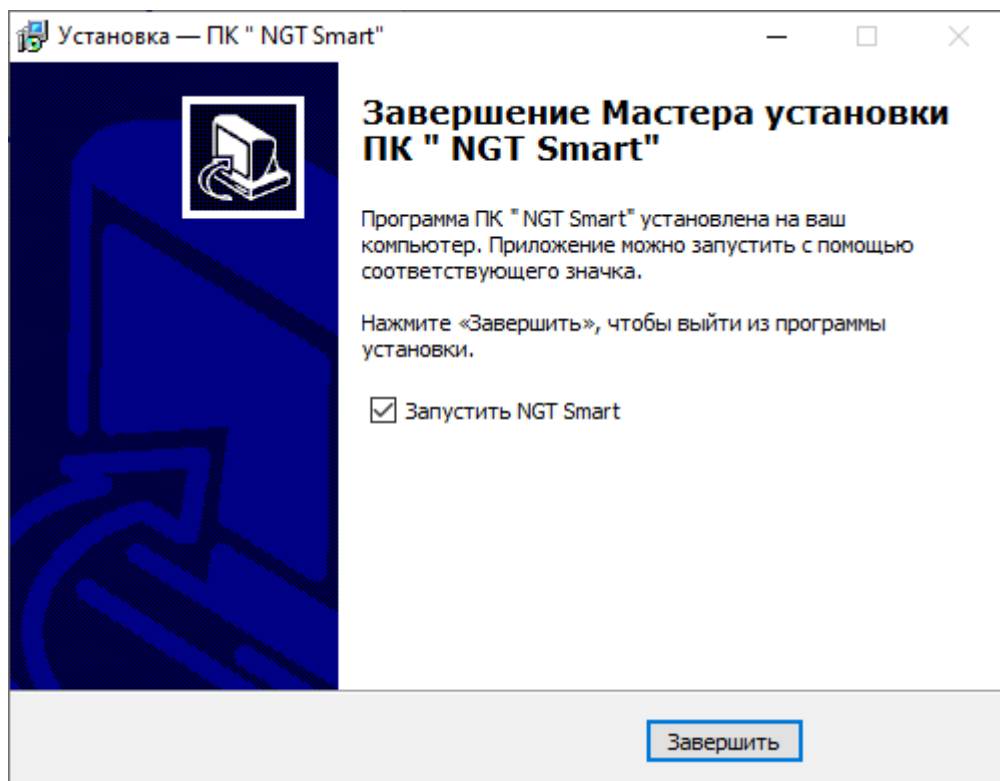 Установка — ПК " NGT Smart"
Завершение Мастера установки
ПК " NGT Smart"
Программа ПК " NGT Smart" установлена на ваш
компьютер. Приложение можно запустить с помощью
соответствующего значка.
Нажмите «Завершить», чтобы выйти из программы
установки.
Запустить NGT Smart
Завершить